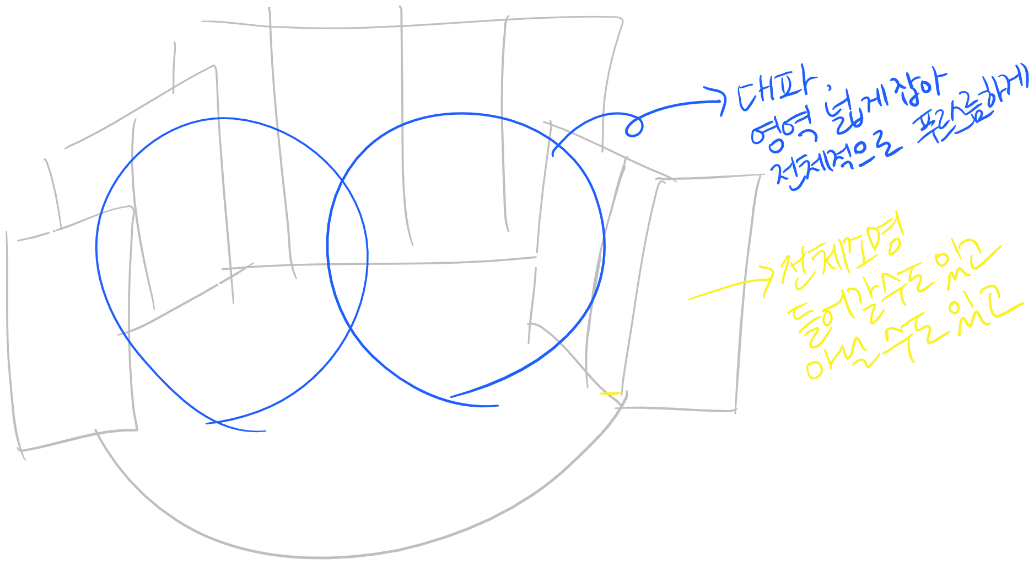 대파,
영역 넓게 잡아
전체적으로 푸르스름하게
전체조명
들어갈수도 있고
아닐 수도 있고